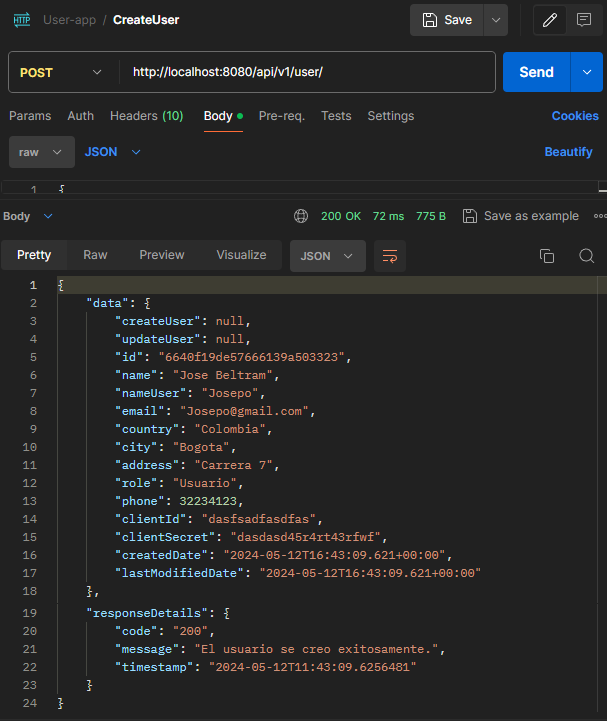 HTTP User-app / CreateUser Save
POST http://localhost:8080/api/v1/user/ Send
Params Auth Headers (10) Body Pre-req. Tests Settings Cookies
raw JSON Beautify
1 {
Body 200 OK 72 ms 775 B Save as example
Pretty Raw Preview Visualize JSON
1 {
2 "data": {
3 "createUser": null,
4 "updateUser": null,
5 "id": "6640f19de57666139a503323",
6 "name": "Jose Beltram",
7 "nameUser": "Josepo",
8 "email": "Josepo@gmail.com",
9 "country": "Colombia",
10 "city": "Bogota",
11 "address": "Carrera 7",
12 "role": "Usuario",
13 "phone": 32234123,
14 "clientId": "dasfsadfasdfas",
15 "clientSecret": "dasdasd45r4rt43rfwf",
16 "createdDate": "2024-05-12T16:43:09.621+00:00",
17 "lastModifiedDate": "2024-05-12T16:43:09.621+00:00"
18 },
19 "responseDetails": {
20 "code": "200",
21 "message": "El usuario se creo exitosamente.",
22 "timestamp": "2024-05-12T11:43:09.6256481"
23 }
24 }